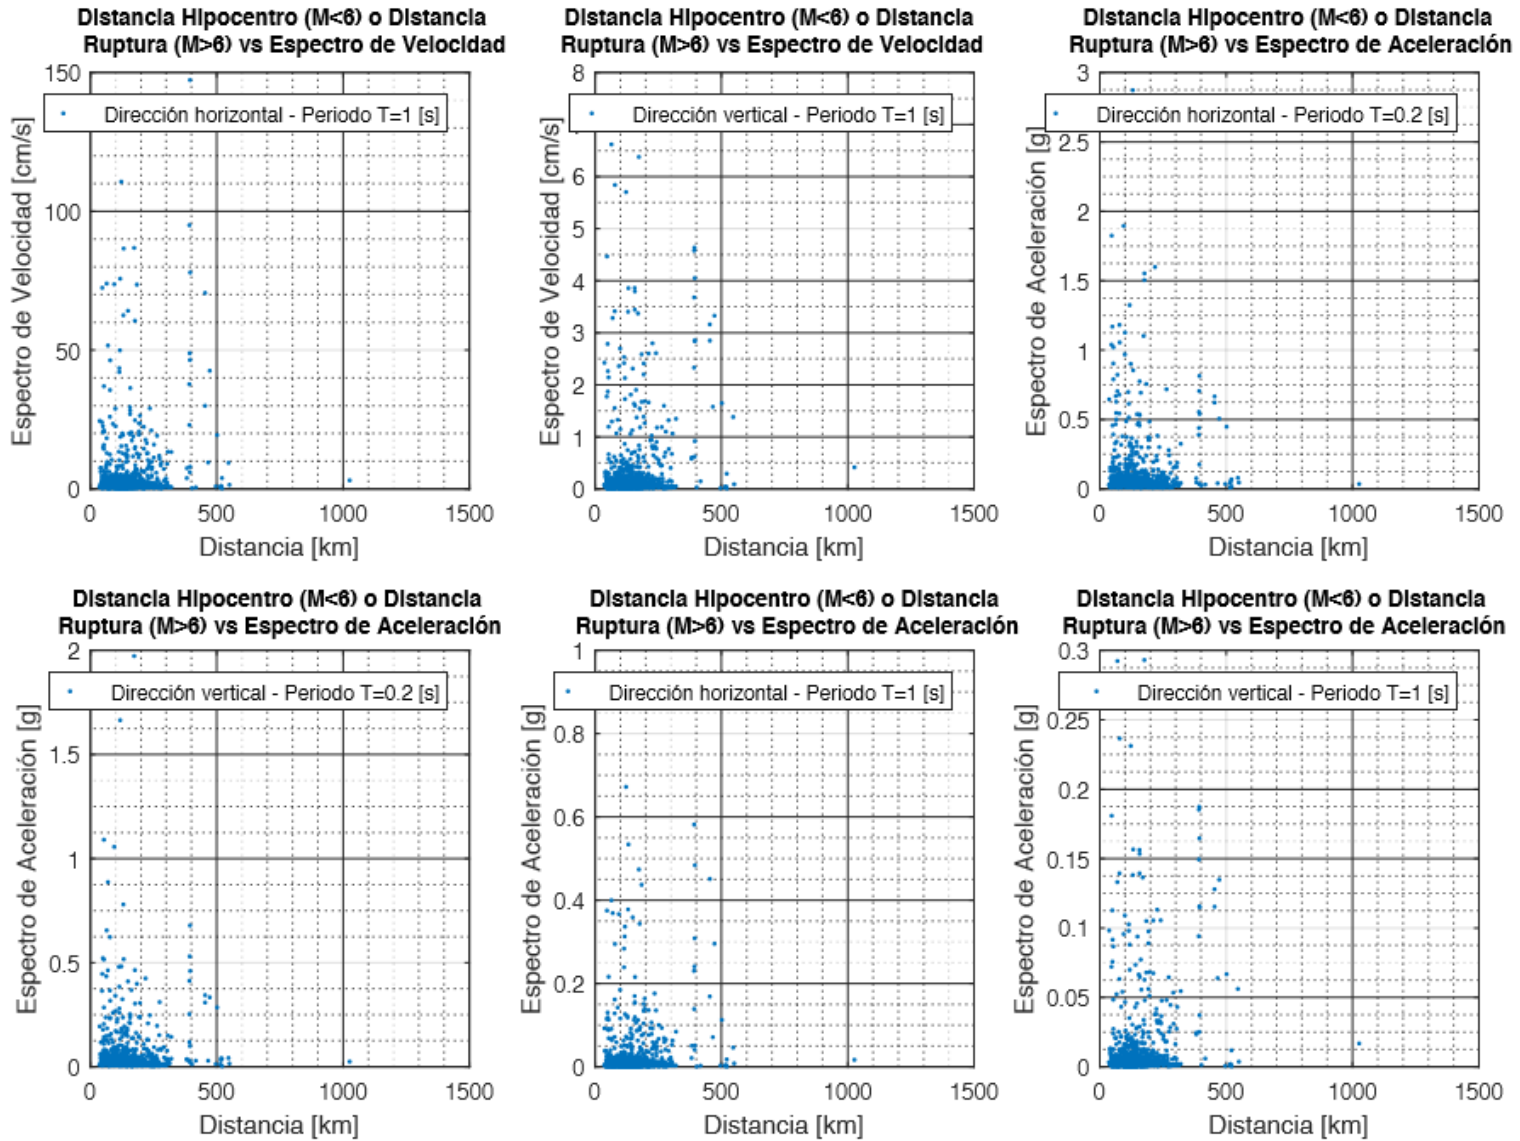 Distancia Hipocentro (M<6) o Distancia
Ruptura (M>6) vs Espectro de Velocidad
150
100
50
0
Dirección horizontal - Periodo T=1 [s]
Espectro de Velocidad [cm/s]
0 500 1000 1500
Distancia [km]
Distancia Hipocentro (M<6) o Distancia
Ruptura (M>6) vs Espectro de Velocidad
8
6
5
4
3
2
1
0
Dirección vertical - Periodo T=1 [s]
Espectro de Velocidad [cm/s]
0 500 1000 1500
Distancia [km]
Distancia Hipocentro (M<6) o Distancia
Ruptura (M>6) vs Espectro de Aceleración
3
2.5
2
1.5
1
0.5
0
Dirección horizontal - Periodo T=0.2 [s]
Espectro de Aceleración [g]
0 500 1000 1500
Distancia [km]
Distancia Hipocentro (M<6) o Distancia
Ruptura (M>6) vs Espectro de Aceleración
2
1.5
1
0.5
0
Dirección vertical - Periodo T=0.2 [s]
Espectro de Aceleración [g]
0 500 1000 1500
Distancia [km]
Distancia Hipocentro (M<6) o Distancia
Ruptura (M>6) vs Espectro de Aceleración
1
0.8
0.6
0.4
0.2
0
Dirección horizontal - Periodo T=1 [s]
Espectro de Aceleración [g]
0 500 1000 1500
Distancia [km]
Distancia Hipocentro (M<6) o Distancia
Ruptura (M>6) vs Espectro de Aceleración
0.3
0.25
0.2
0.15
0.1
0.05
0
Dirección vertical - Periodo T=1 [s]
Espectro de Aceleración [g]
0 500 1000 1500
Distancia [km]